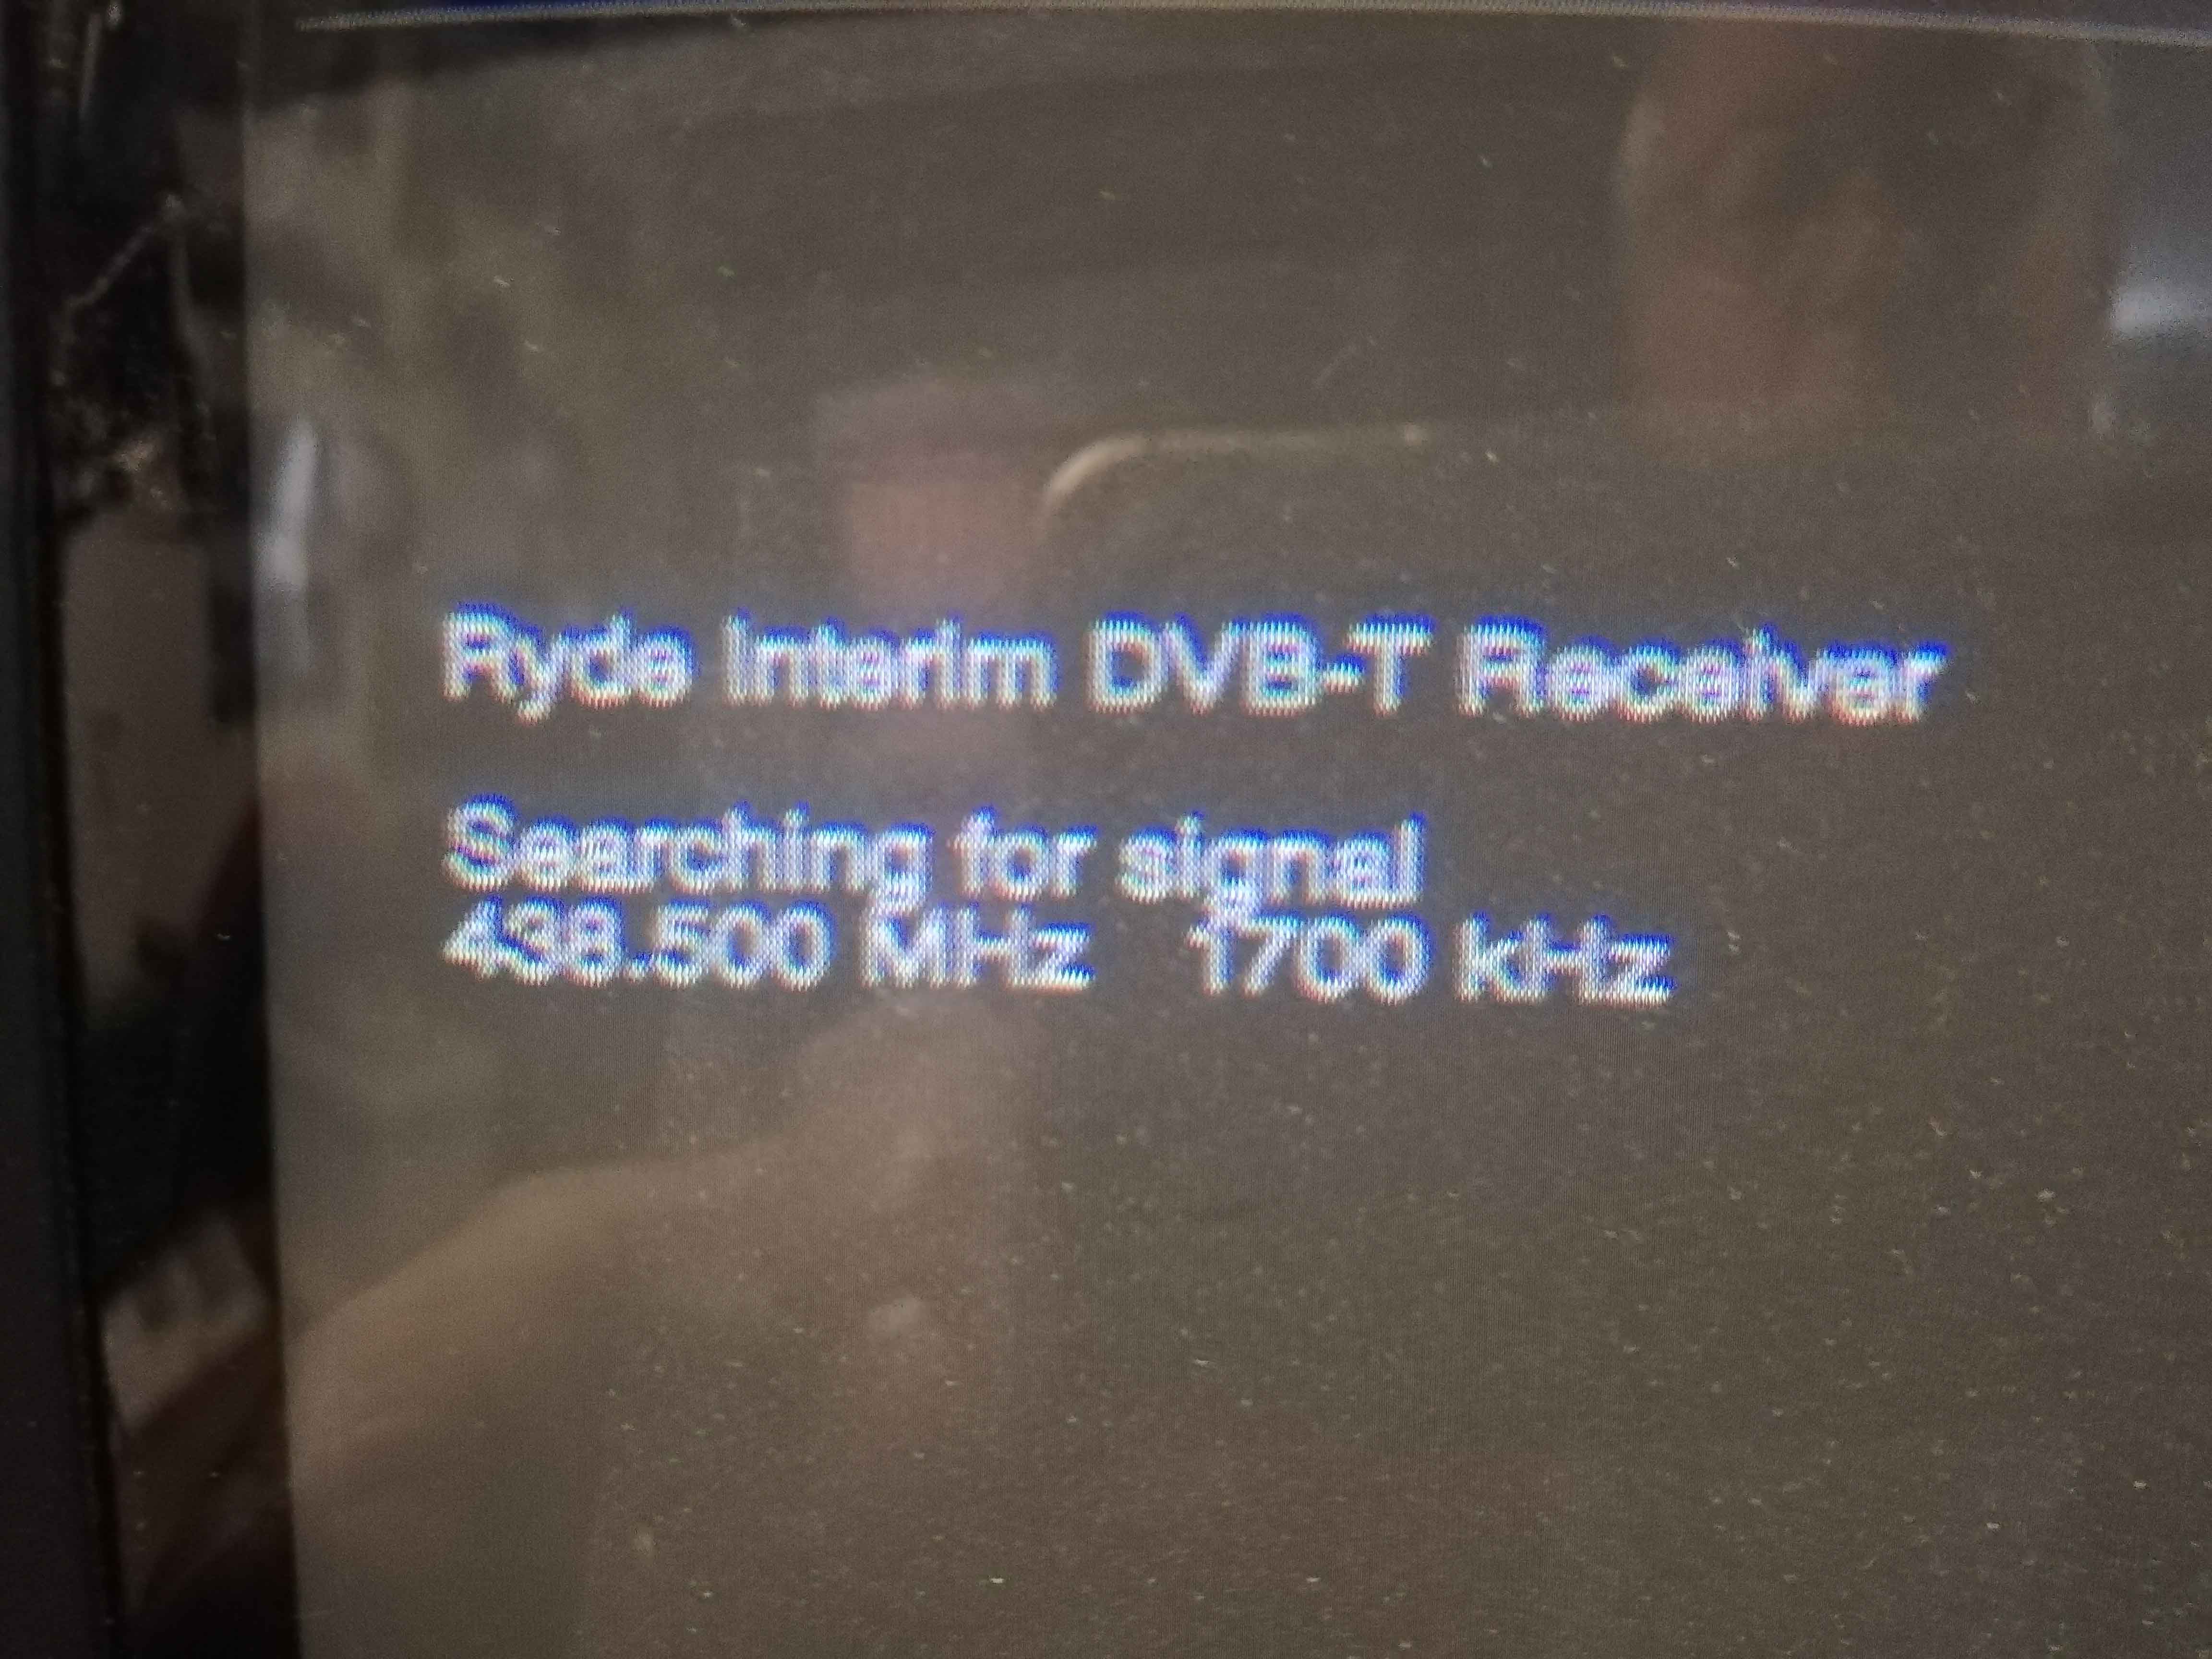 Ryde Interim DVB-T Receiver
Searching for signal
438.500 MHz 1700 kHz